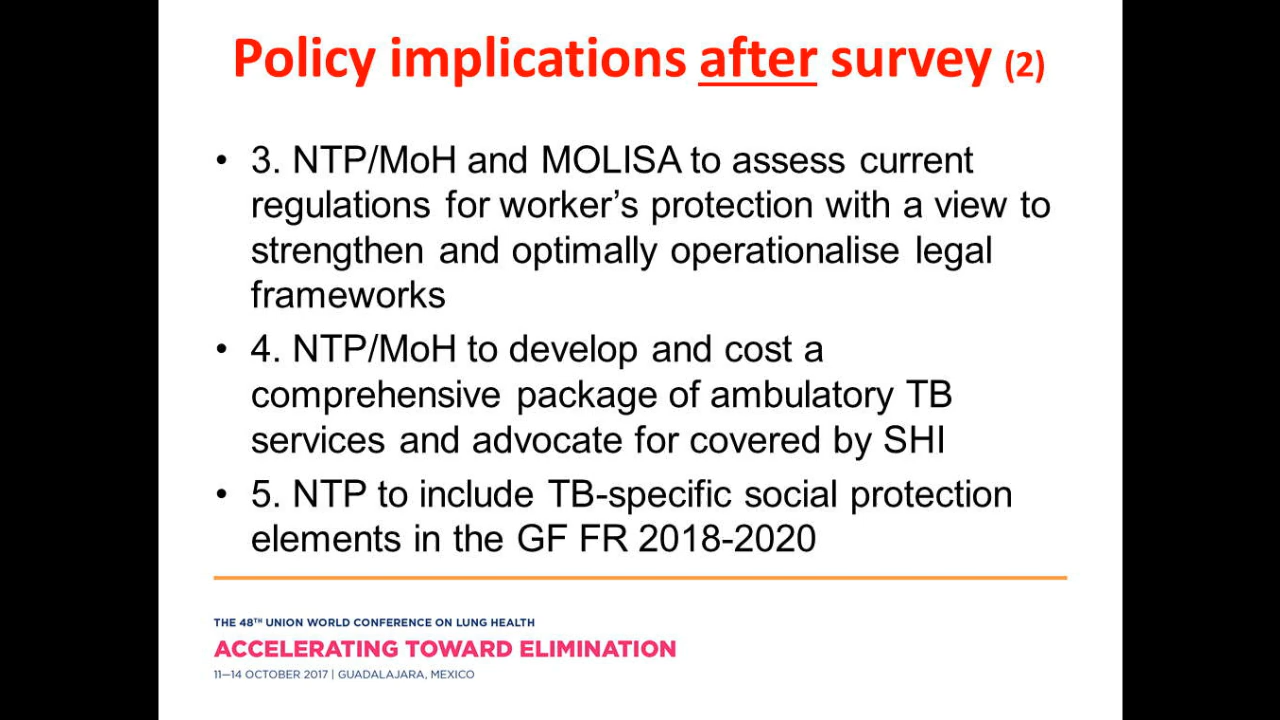 Policy implications after survey (2)
• 3. NTP/MoH and MOLISA to assess current
regulations for worker’s protection with a view to
strengthen and optimally operationalise legal
frameworks
• 4. NTP/MoH to develop and cost a
comprehensive package of ambulatory TB
services and advocate for covered by SHI
• 5. NTP to include TB-specific social protection
elements in the GF FR 2018-2020
THE 48TH UNION WORLD CONFERENCE ON LUNG HEALTH
ACCELERATING TOWARD ELIMINATION
11–14 OCTOBER 2017 | GUADALAJARA, MEXICO